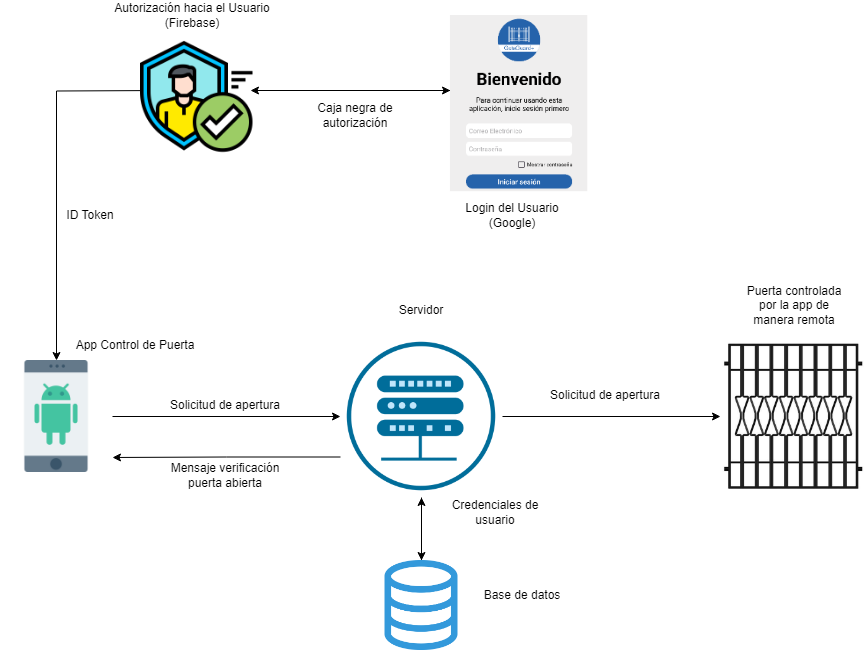 Autorización hacia el Usuario
(Firebase)
GateGuard+
Bienvenido
Para continuar usando esta
aplicación, inicie sesión primero
Correo Electrónico
Contraseña
Mostrar contraseña
Iniciar sesión
Caja negra de
autorización
Login del Usuario
(Google)
ID Token
Puerta controlada
por la app de
manera remota
Servidor
App Control de Puerta
Solicitud de apertura
Solicitud de apertura
Mensaje verificación
puerta abierta
Credenciales de
usuario
Base de datos